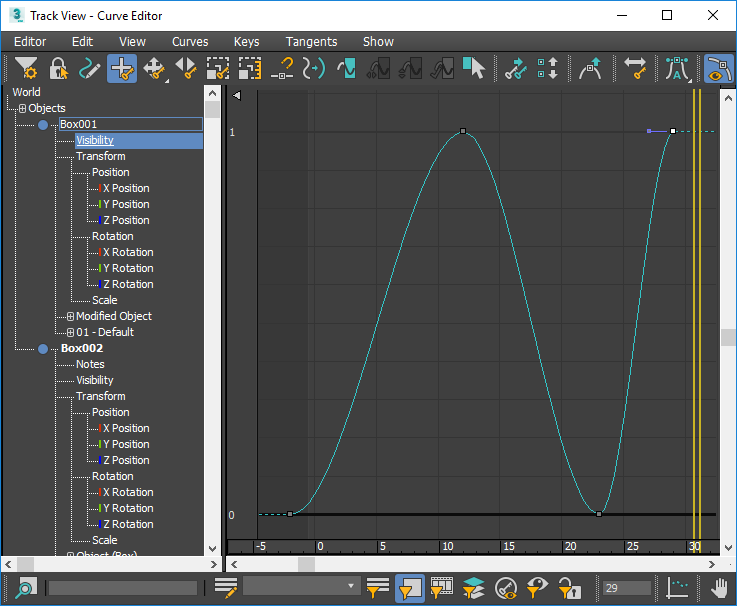 3 Track View - Curve Editor
Editor Edit View Curves Keys Tangents Show
World
Objects
Box001
Visibility
Transform
Position
X Position
Y Position
Z Position
Rotation
X Rotation
Y Rotation
Z Rotation
Scale
Modified Object
01 - Default
Box002
Notes
Visibility
Transform
Position
X Position
Y Position
Z Position
Rotation
X Rotation
Y Rotation
Z Rotation
Scale
Object (Box)
1
0
-5 0 5 10 15 20 25 30
29